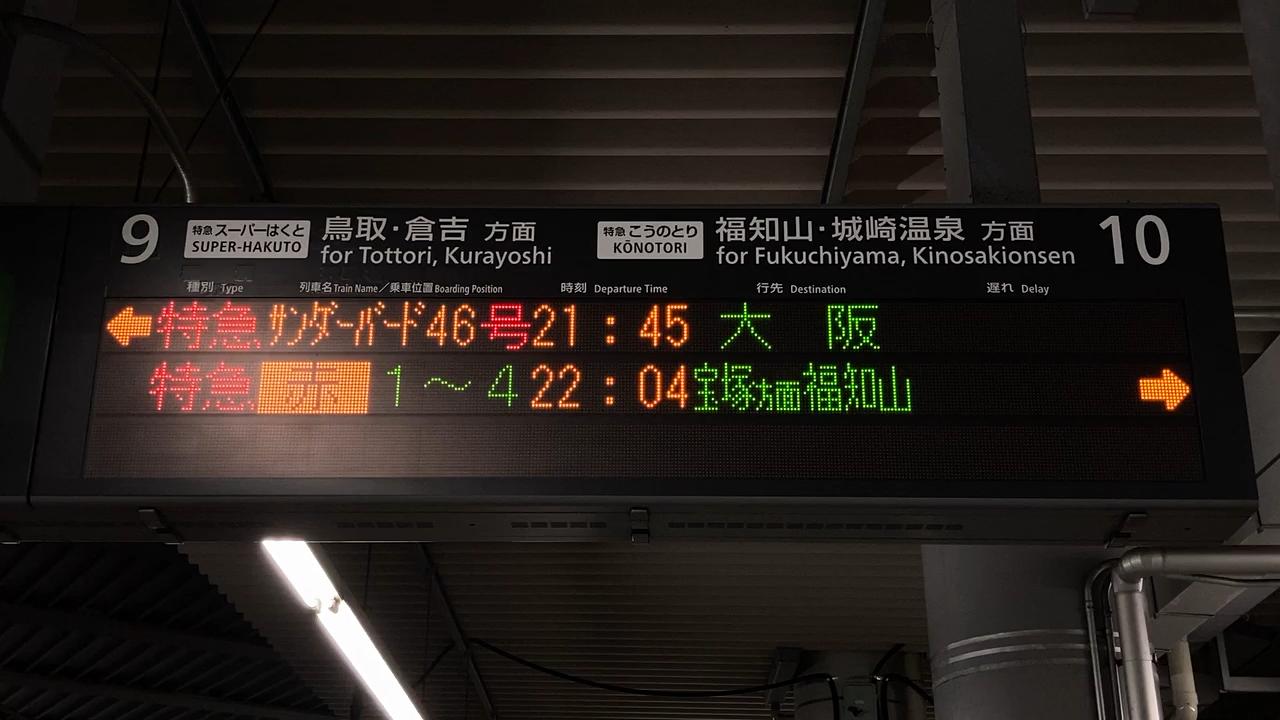 9 特急 スーパーはくと SUPER-HAKUTO 鳥取・倉吉 方面 for Tottori, Kurayoshi
特急 こうのとり KŌNOTORI 福知山・城崎温泉 方面 for Fukuchiyama, Kinosakionsen 10
種別 Type 列車名 Train Name／乗車位置 Boarding Position 時刻 Departure Time 行先 Destination 遅れ Delay
特急 サンダーバード46号 21：45 大阪
特急 1〜4 22：04 宝塚方面福知山